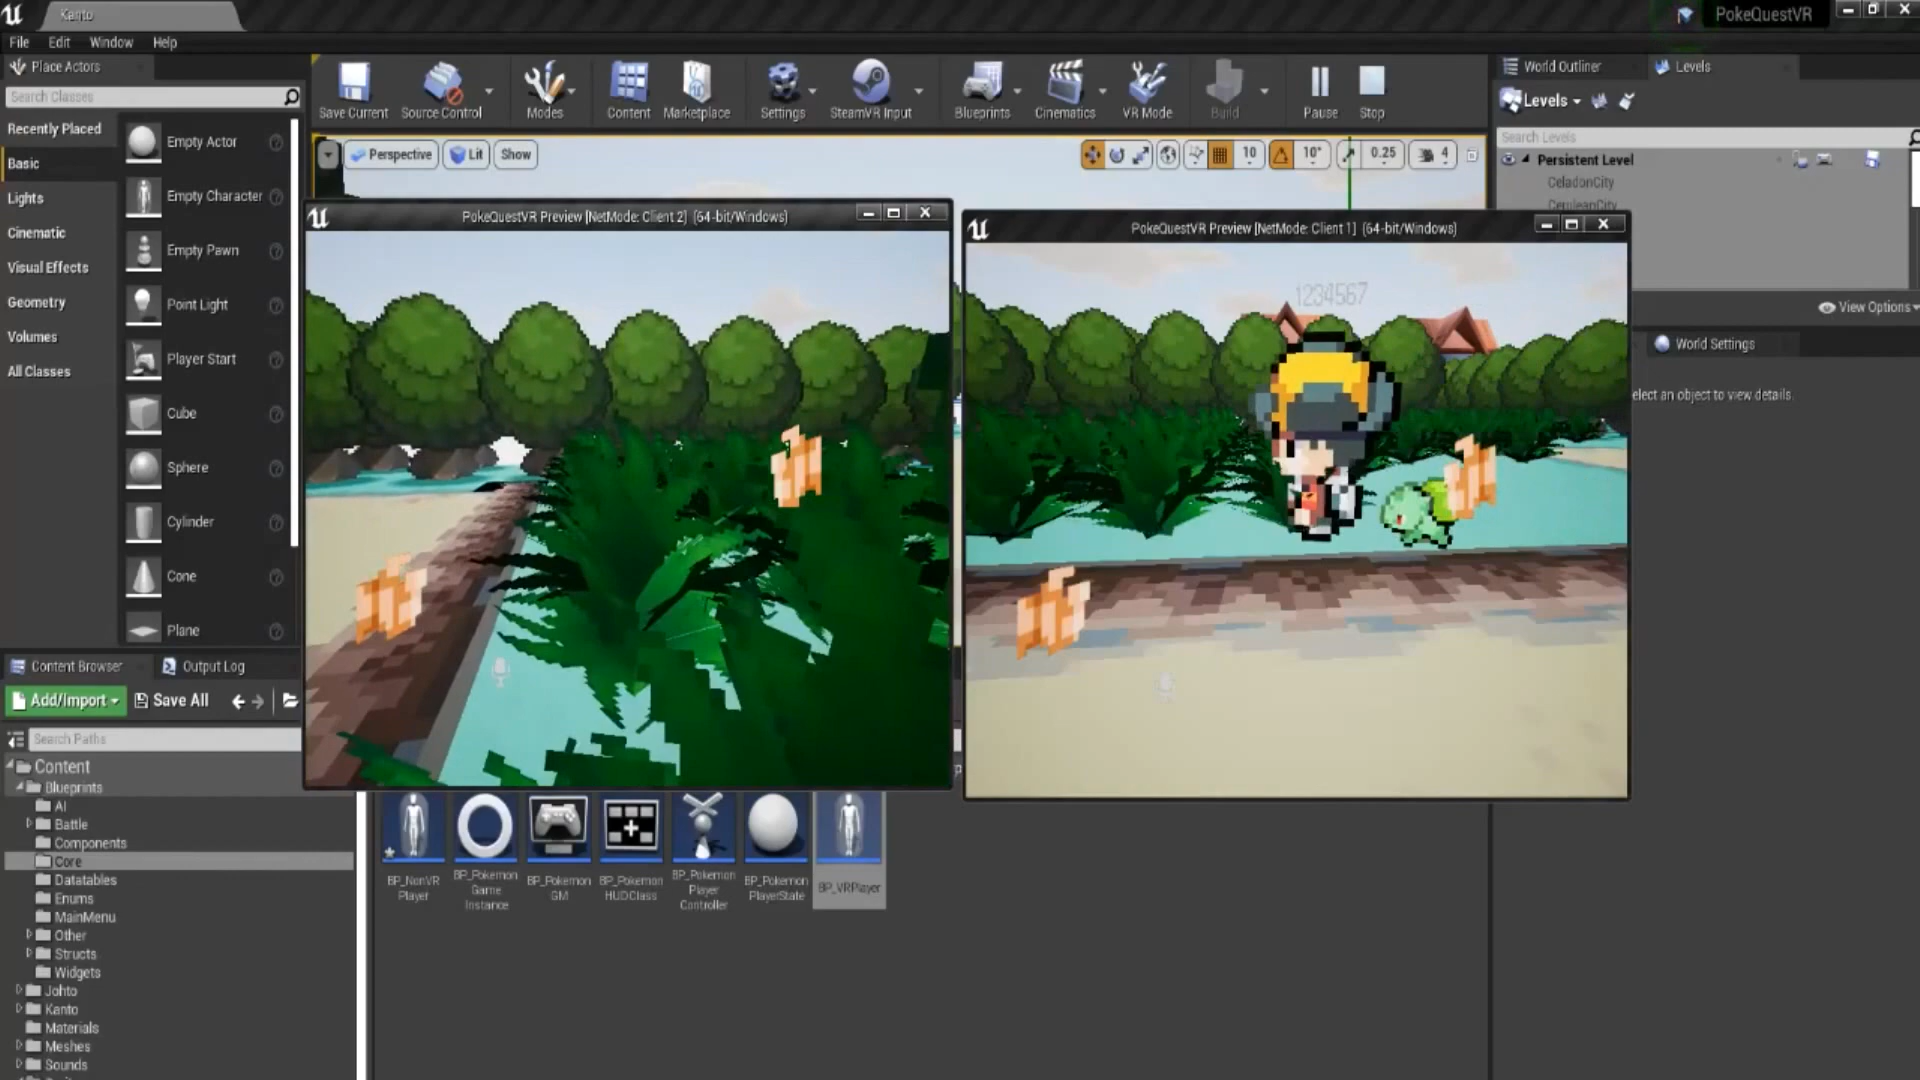 Kanto
PokeQuestVR
File Edit Window Help
Place Actors
Search Classes
Recently Placed
Basic
Lights
Cinematic
Visual Effects
Geometry
Volumes
All Classes
Empty Actor
Empty Character
Empty Pawn
Point Light
Player Start
Cube
Sphere
Cylinder
Cone
Plane
Save Current
Source Control
Modes
Content
Marketplace
Settings
SteamVR Input
Blueprints
Cinematics
VR Mode
Build
Pause
Stop
Perspective
Lit
Show
10
10°
0.25
4
World Outliner
Levels
Levels
Search Levels
Persistent Level
CeladonCity
CeruleanCity
View Options
World Settings
elect an object to view details.
PokeQuestVR Preview [NetMode: Client 2] (64-bit/Windows)
PokeQuestVR Preview [NetMode: Client 1] (64-bit/Windows)
1234567
Content Browser
Output Log
Add/Import
Save All
Search Paths
Content
Blueprints
AI
Battle
Components
Core
Datatables
Enums
MainMenu
Other
Structs
Widgets
Johto
Kanto
Materials
Meshes
Sounds
BP_NonVR
Player
BP_Pokemon
Game
Instance
BP_Pokemon
GM
BP_Pokemon
HUDClass
BP_Pokemon
Player
Controller
BP_Pokemon
PlayerState
BP_VRPlayer